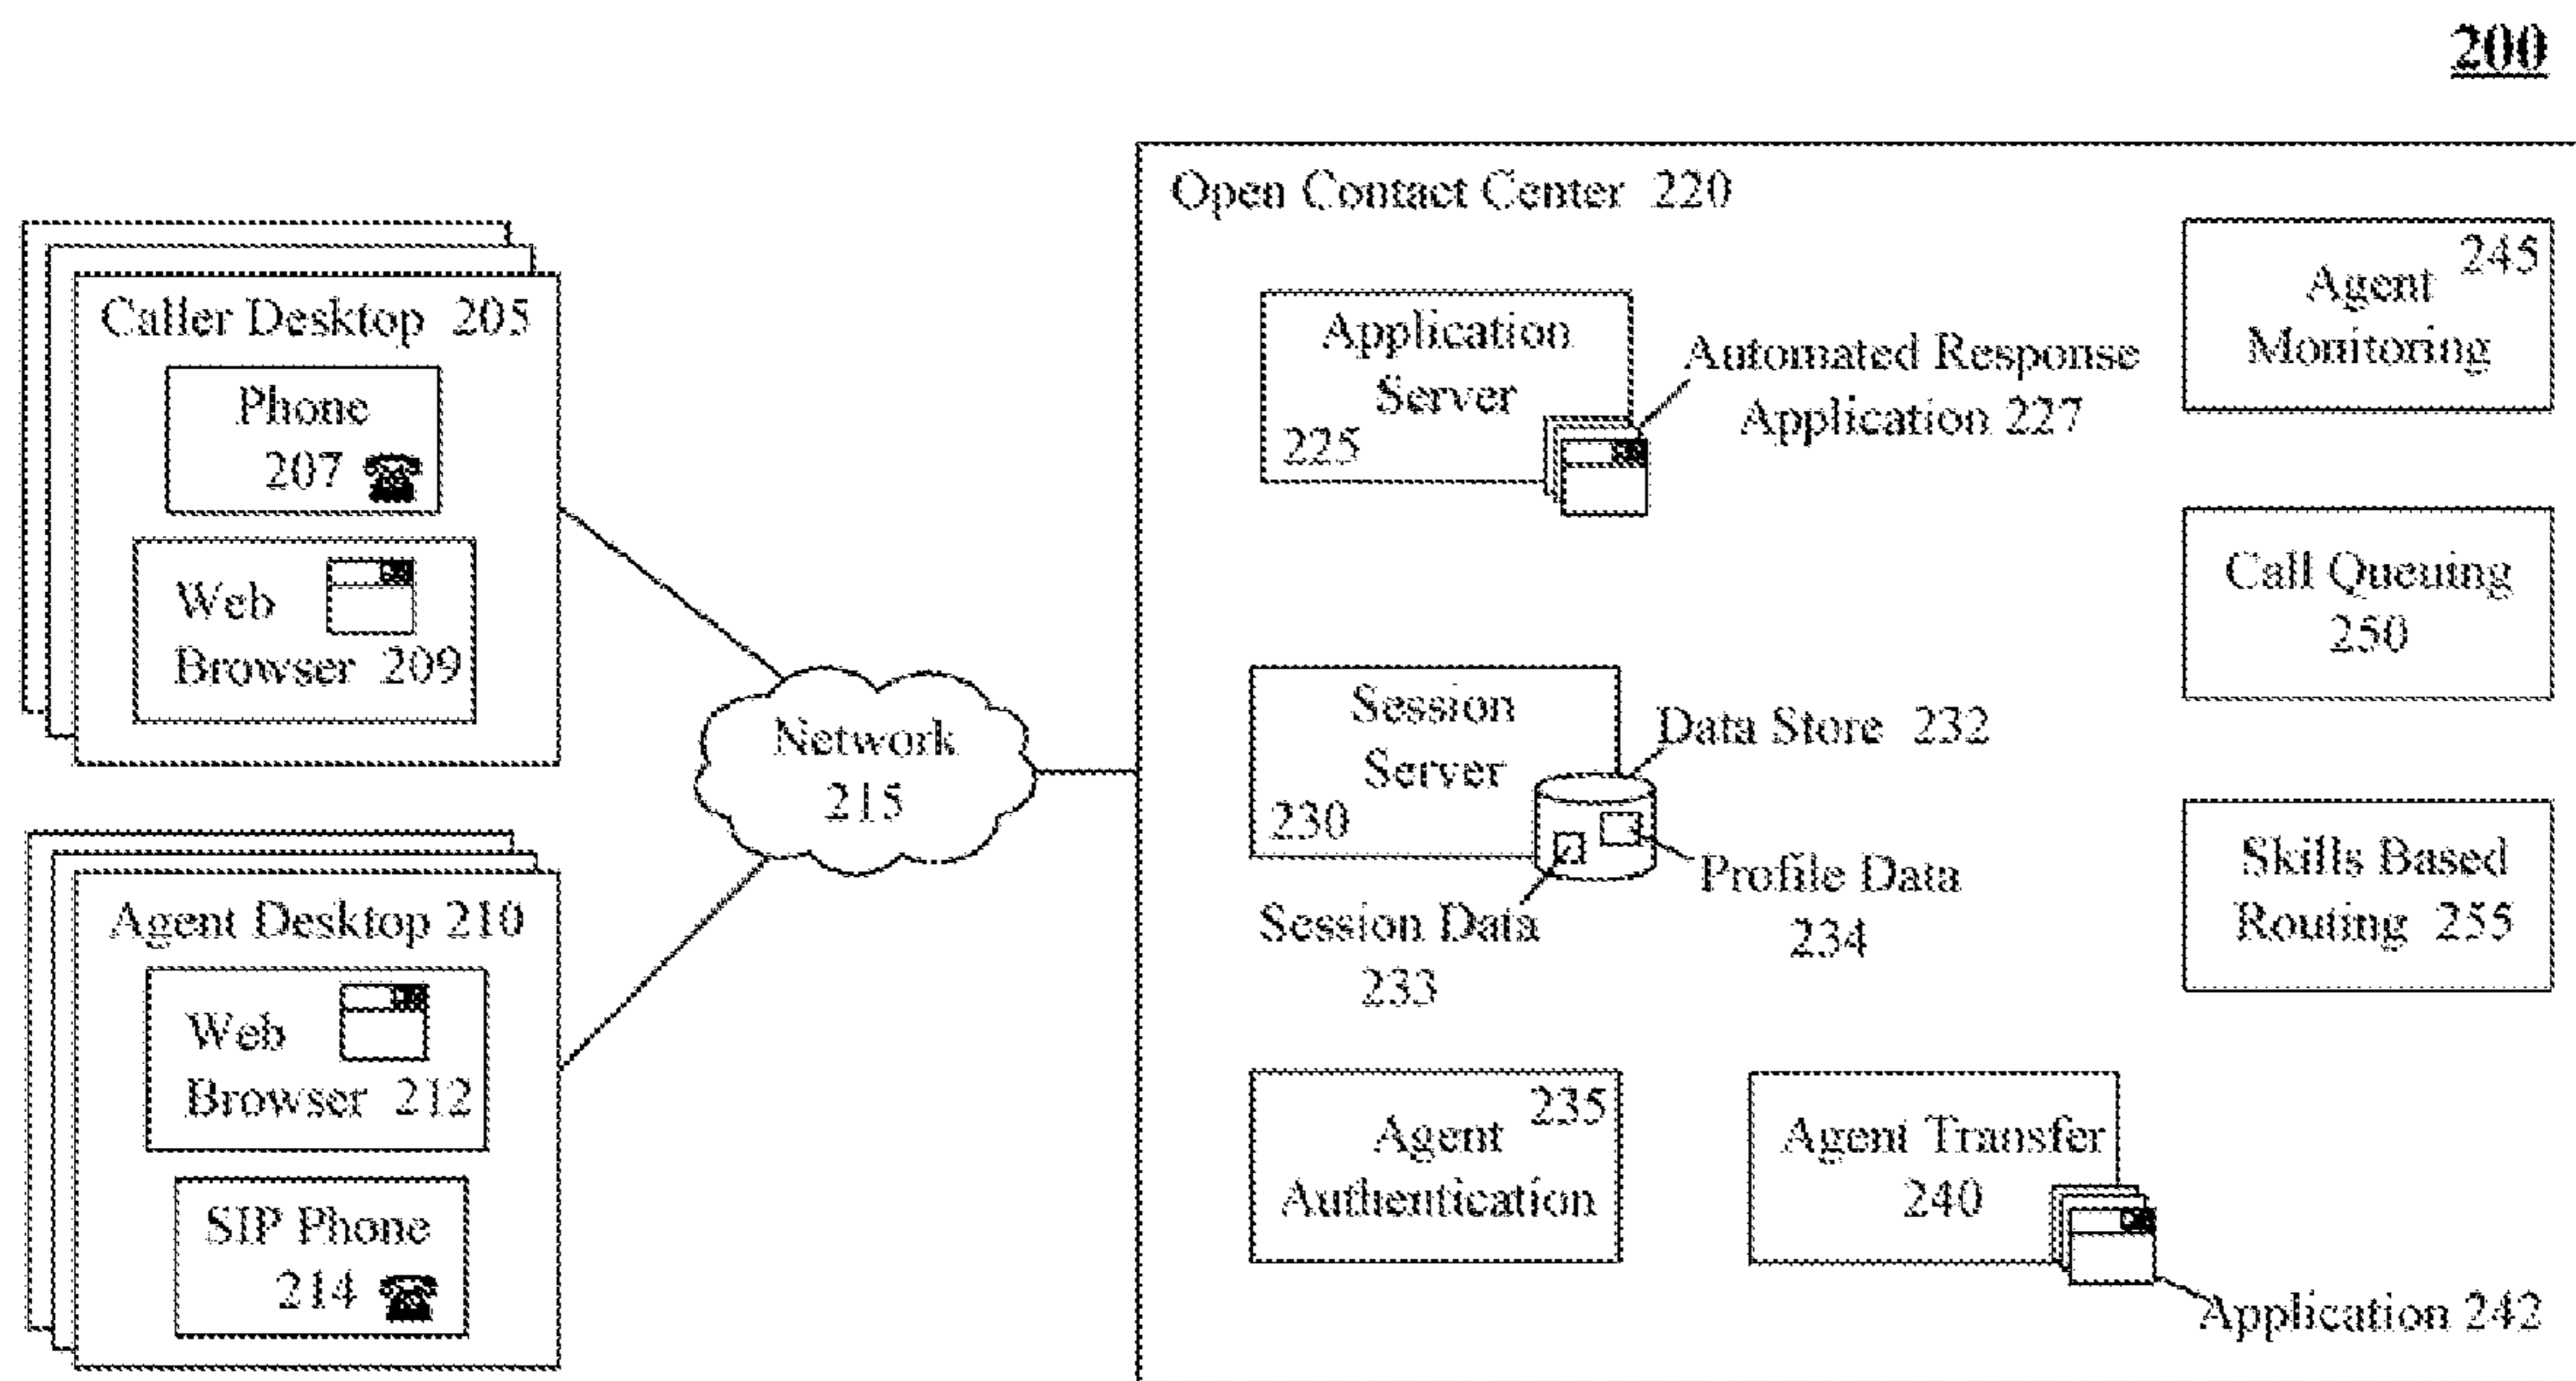 200
Open Contact Center 220
Caller Desktop 205
Phone
207
Web
Browser 209
Agent Desktop 210
Web
Browser 212
SIP Phone
214
Network
215
Application
Server
225
Automated Response
Application 227
Session
Server
230
Data Store 232
Profile Data
234
Session Data
233
Agent
Authentication
235
Agent Transfer
240
Application 242
245
Agent
Monitoring
Call Queuing
250
Skills Based
Routing 255